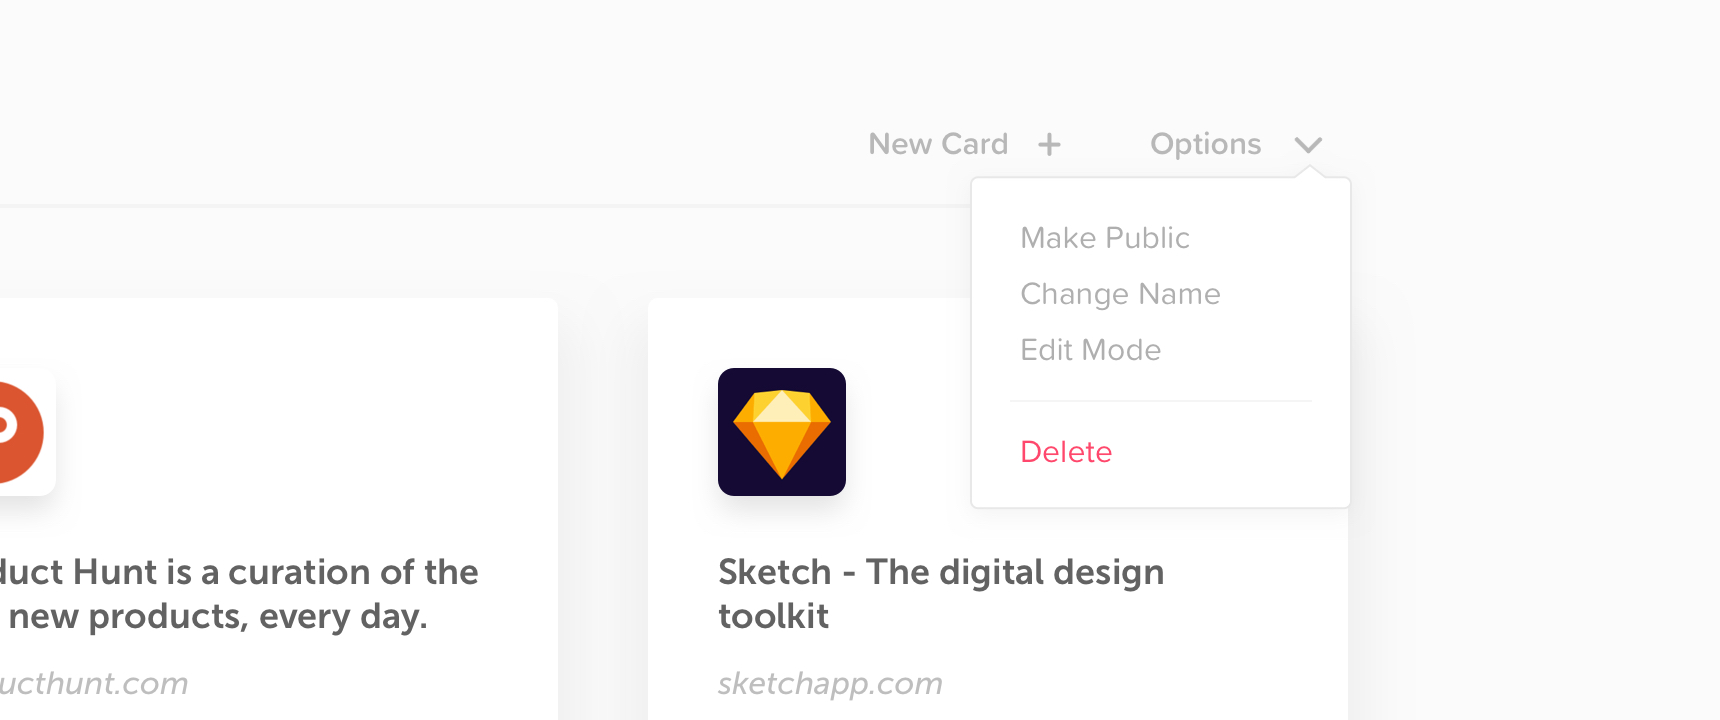 New Card + Options
Make Public
Change Name
Edit Mode
Delete
duct Hunt is a curation of the
new products, every day.
ucthunt.com
Sketch - The digital design
toolkit
sketchapp.com